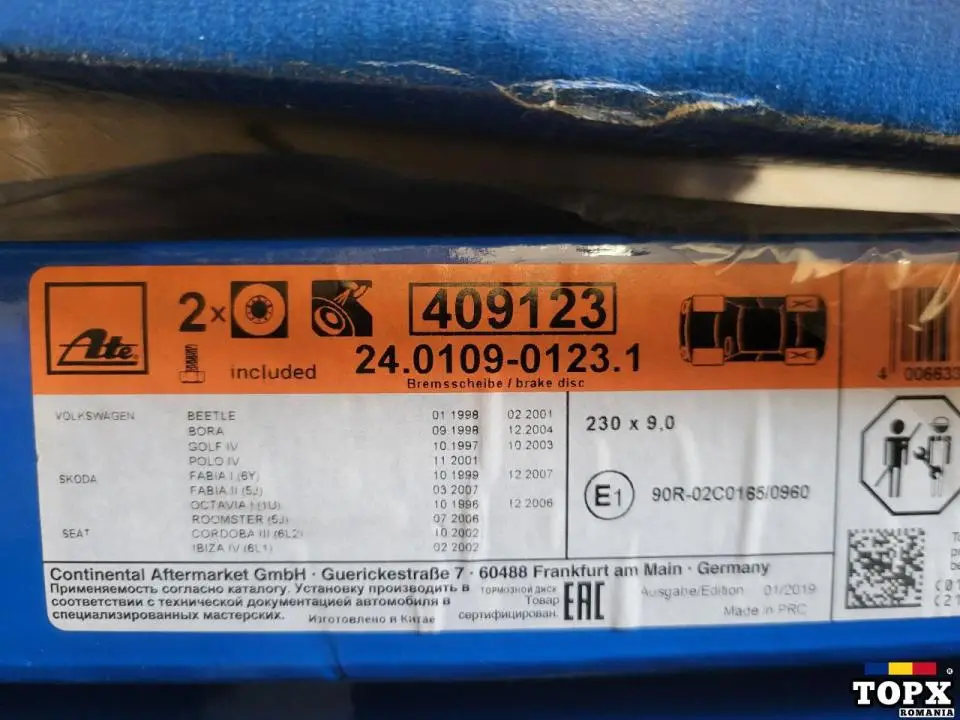 Ate
2x
included
409123
24.0109-0123.1
Bremsscheibe / brake disc
4 006633
VOLKSWAGEN BEETLE 01 1998 02 2001
BORA 09 1998 12.2004
GOLF IV 10.1997 10.2003
POLO IV 11 2001
SKODA FABIA I (6Y) 10 1999 12 2007
FABIA II (5J) 03 2007
OCTAVIA I (1U) 10 1996 12 2006
ROOMSTER (5J) 07 2006
SEAT CORDOBA III (6L2) 10 2002
IBIZA IV (6L1) 02 2002
230 x 9,0
E1 90R-02C0165/0960
Continental Aftermarket GmbH · Guerickestraße 7 · 60488 Frankfurt am Main · Germany
Применяемость согласно каталогу. Установку производить в
соответствии с технической документацией автомобиля в
специализированных мастерских. Изготовлено в Китае
ТОРМОЗНОЙ ДИСК
Товар
сертифицирован.
EAC
Ausgabe/Edition 01/2019
Made in PRC
TOPX
ROMANIA